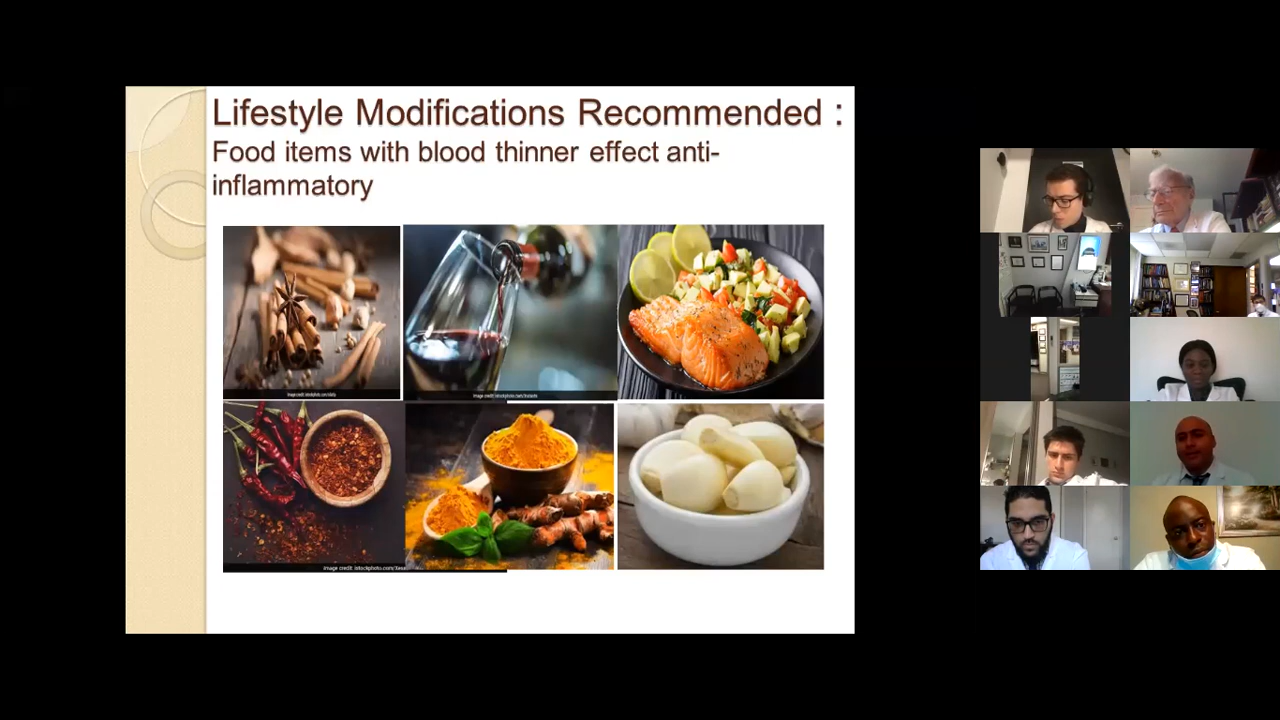 Lifestyle Modifications Recommended :
Food items with blood thinner effect anti-
inflammatory